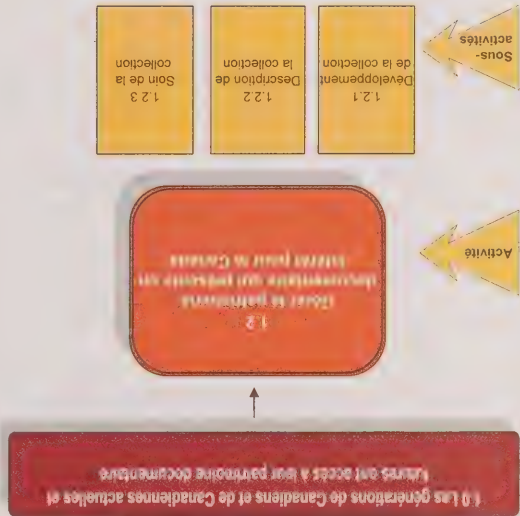 1.0 Les générations de Canadiens et de Canadiennes actuelles et
futures ont accès à leur patrimoine documentaire
Activité
1.2
Gérer le patrimoine
documentaire qui présente un
intérêt pour le Canada
Sous-
activités
1.2.1
Développement
de la collection
1.2.2
Description de
la collection
1.2.3
Soin de la
collection